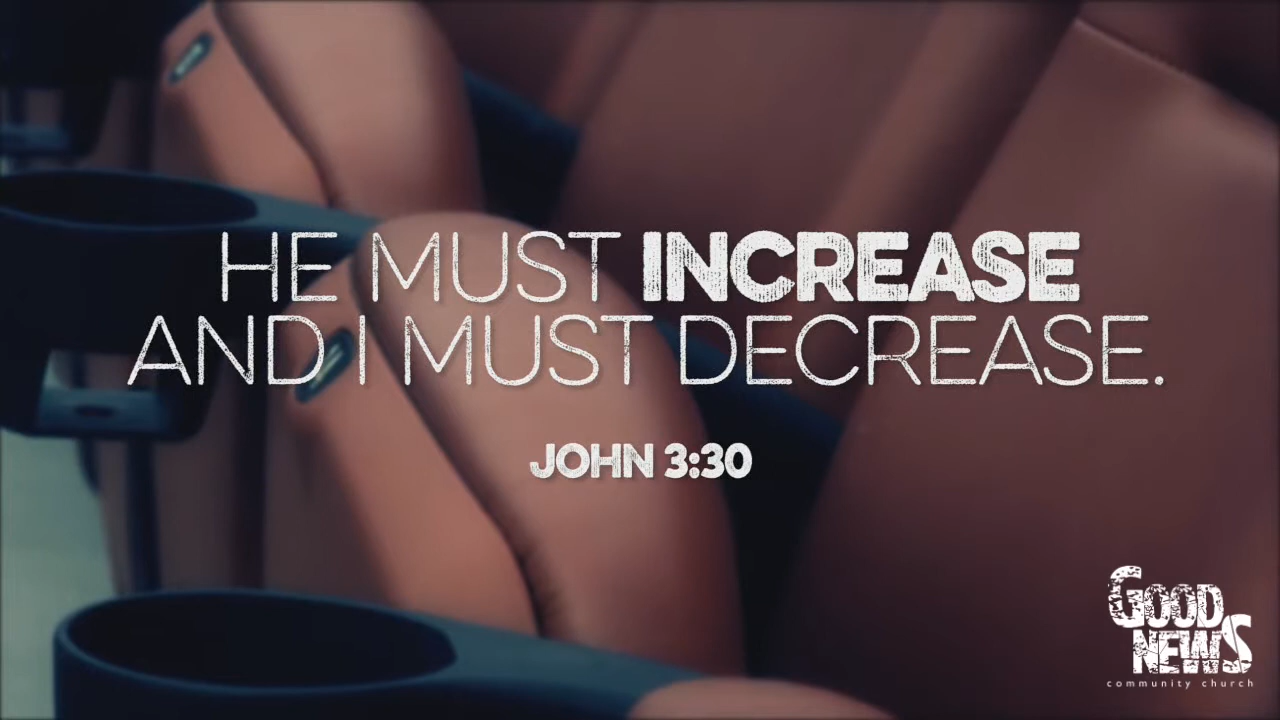 HE MUST INCREASE
AND I MUST DECREASE.
JOHN 3:30
GOOD
NEWS
community church